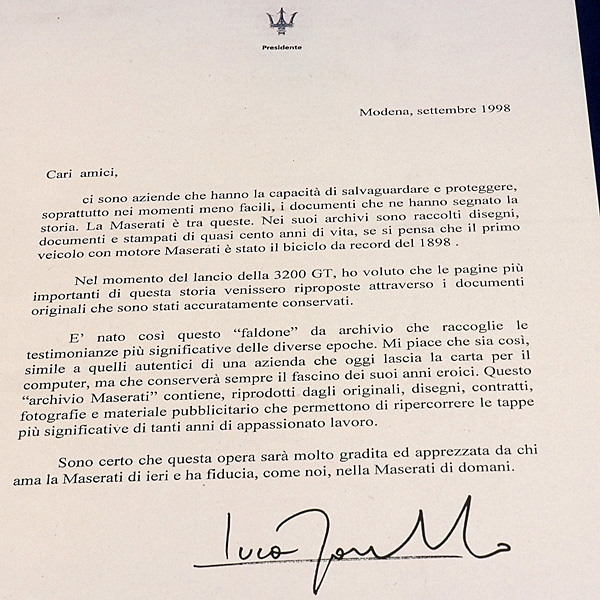 Presidente
Modena, settembre 1998
Cari amici,
ci sono aziende che hanno la capacità di salvaguardare e proteggere,
soprattutto nei momenti meno facili, i documenti che ne hanno segnato la
storia. La Maserati è tra queste. Nei suoi archivi sono raccolti disegni,
documenti e stampati di quasi cento anni di vita, se si pensa che il primo
veicolo con motore Maserati è stato il biciclo da record del 1898 .
Nel momento del lancio della 3200 GT, ho voluto che le pagine più
importanti di questa storia venissero riproposte attraverso i documenti
originali che sono stati accuratamente conservati.
E' nato così questo “faldone” da archivio che raccoglie le
testimonianze più significative delle diverse epoche. Mi piace che sia così,
simile a quelli autentici di una azienda che oggi lascia la carta per il
computer, ma che conserverà sempre il fascino dei suoi anni eroici. Questo
“archivio Maserati” contiene, riprodotti dagli originali, disegni, contratti,
fotografie e materiale pubblicitario che permettono di ripercorrere le tappe
più significative di tanti anni di appassionato lavoro.
Sono certo che questa opera sarà molto gradita ed apprezzata da chi
ama la Maserati di ieri e ha fiducia, come noi, nella Maserati di domani.
luca